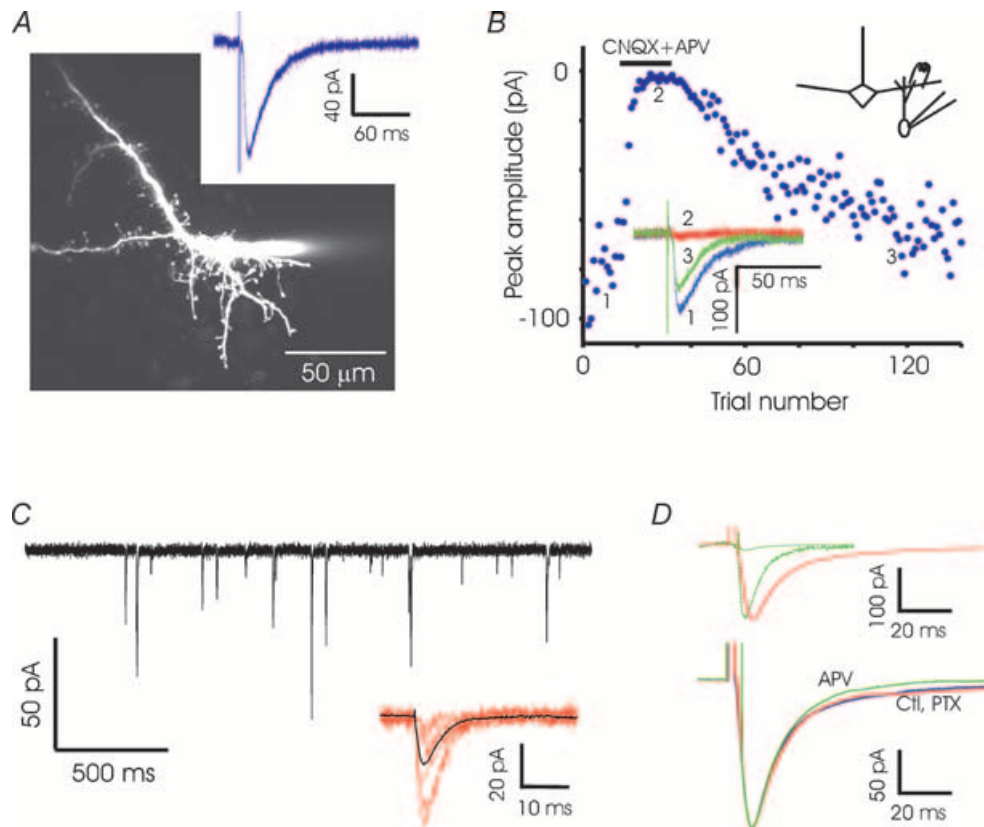 A
40 pA
60 ms
50 μm
B
CNQX+APV
0
-100
Peak amplitude (pA)
1
2
3
2
3
1
50 ms
100 pA
0
60
120
Trial number
C
50 pA
500 ms
20 pA
10 ms
D
100 pA
20 ms
APV
Ctl, PTX
50 pA
20 ms